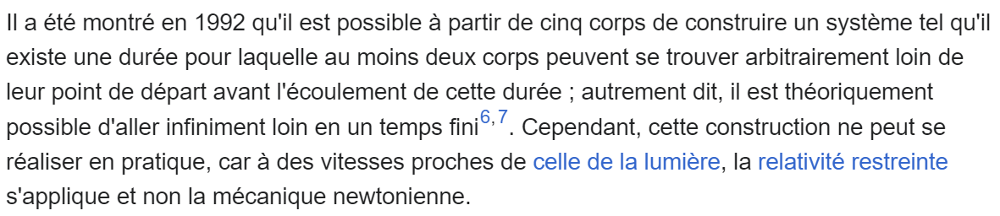 Il a été montré en 1992 qu'il est possible à partir de cinq corps de construire un système tel qu'il
existe une durée pour laquelle au moins deux corps peuvent se trouver arbitrairement loin de
leur point de départ avant l'écoulement de cette durée ; autrement dit, il est théoriquement
possible d'aller infiniment loin en un temps fini6,7. Cependant, cette construction ne peut se
réaliser en pratique, car à des vitesses proches de celle de la lumière, la relativité restreinte
s'applique et non la mécanique newtonienne.